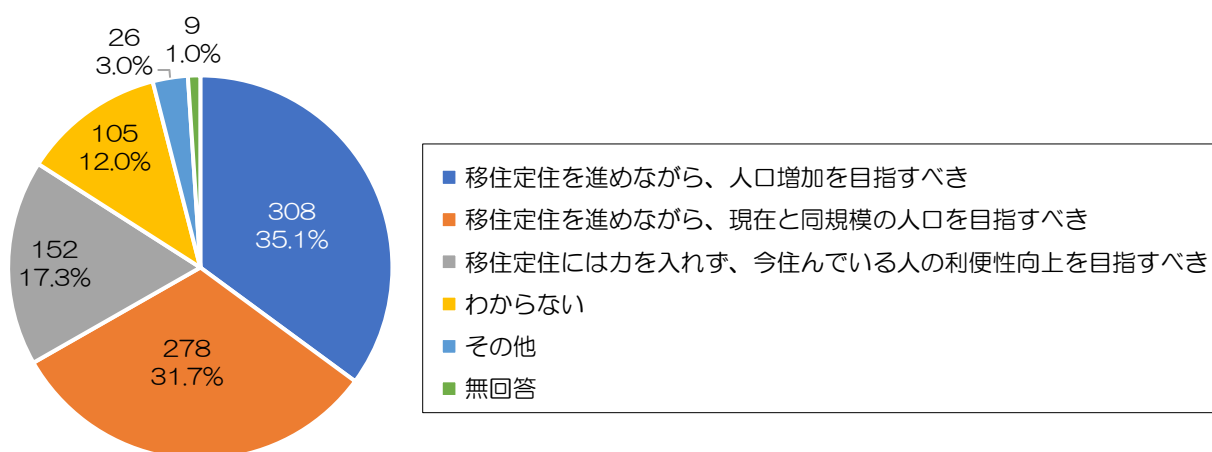 9
1.0%
26
3.0%
105
12.0%
308
35.1%
152
17.3%
278
31.7%
移住定住を進めながら、人口増加を目指すべき
移住定住を進めながら、現在と同規模の人口を目指すべき
移住定住には力を入れず、今住んでいる人の利便性向上を目指すべき
わからない
その他
無回答